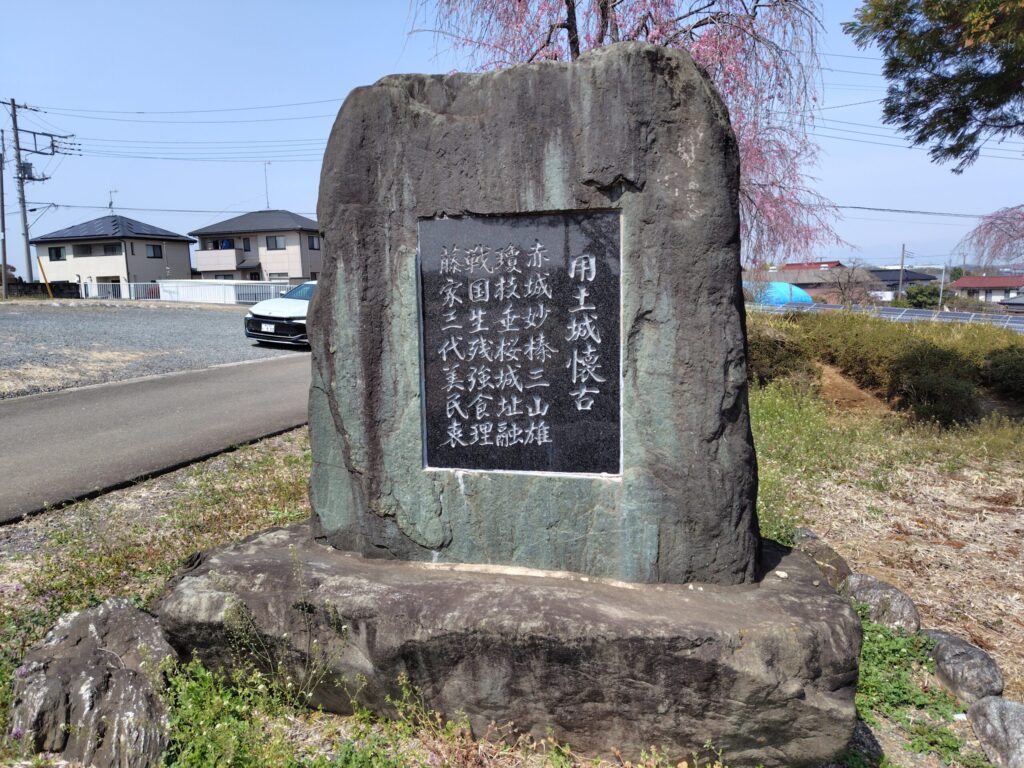 用土城懐古
赤城妙榛三山雄
瓊枝垂桜城址融
戦国生残強食理
藤家三代美民衷